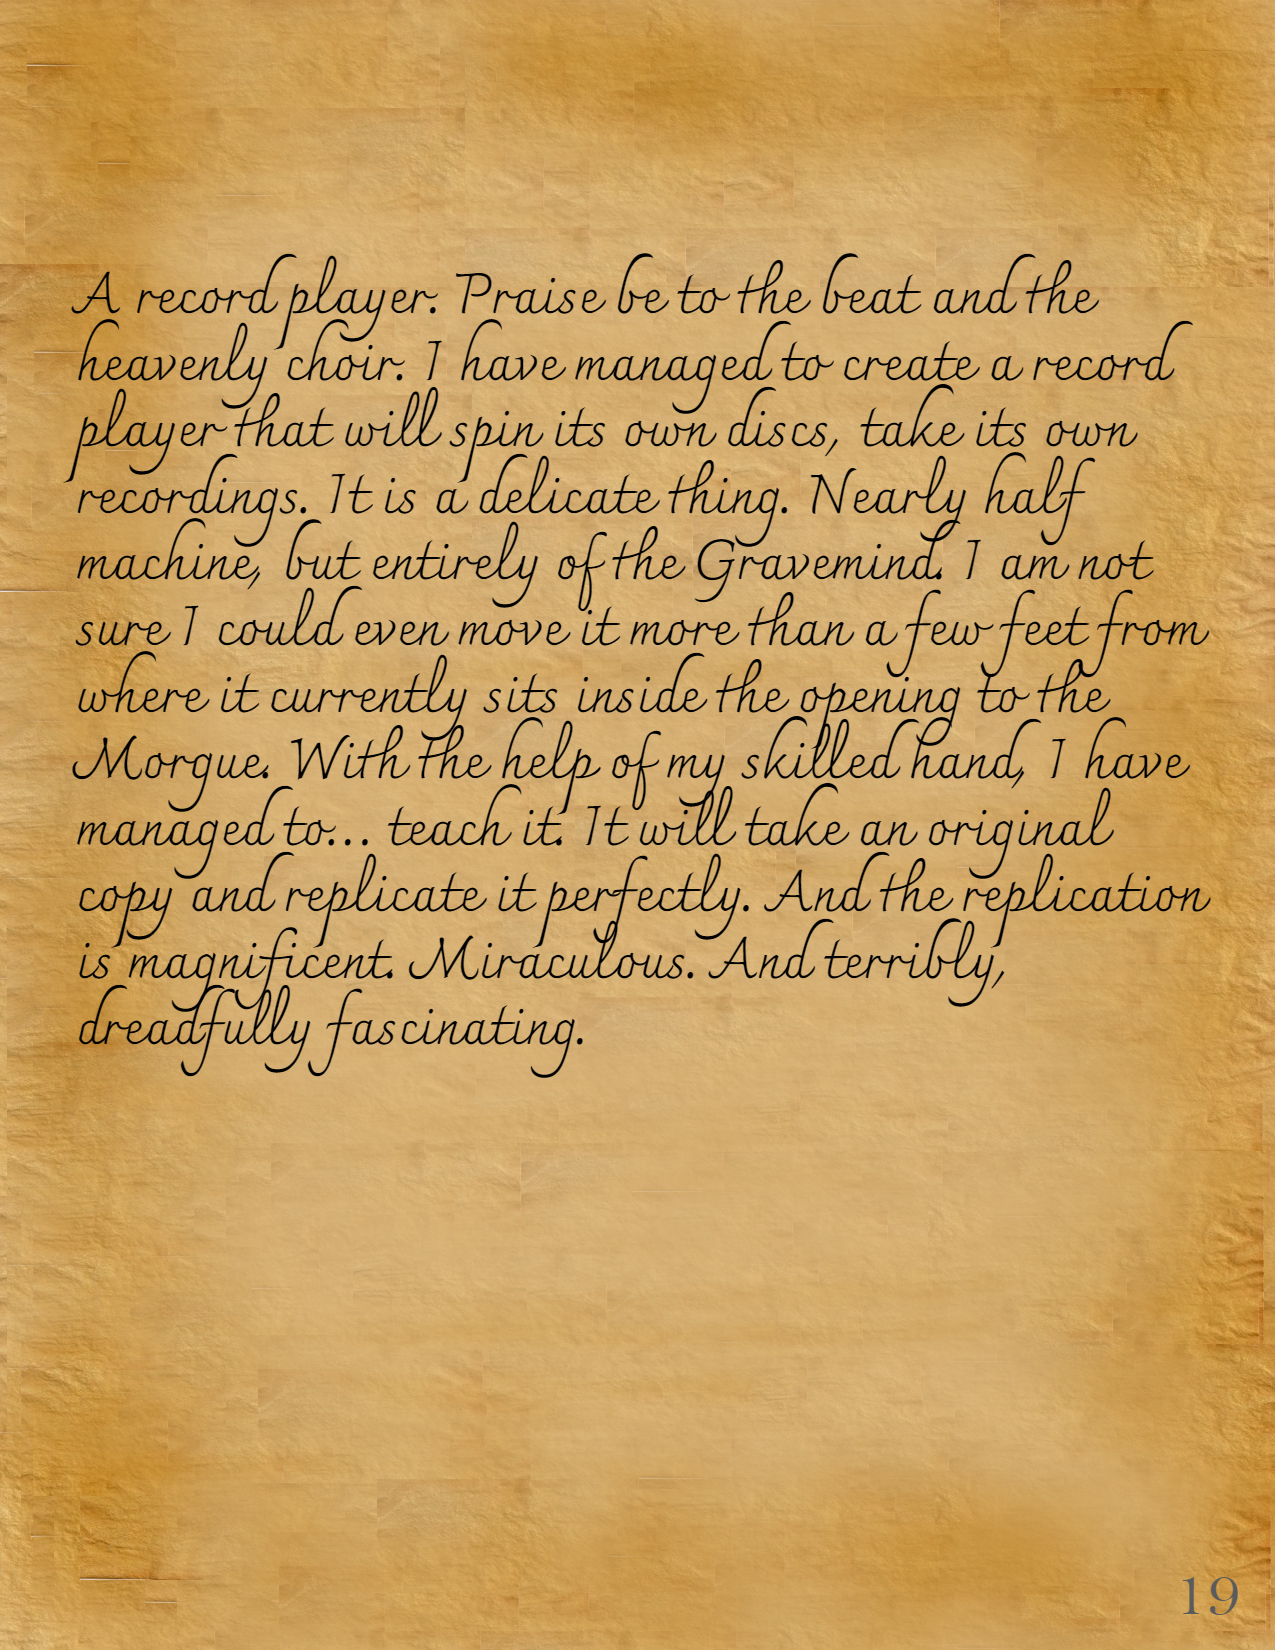 A record player. Praise be to the beat and the
heavenly choir. I have managed to create a record
player that will spin its own discs, take its own
recordings. It is a delicate thing. Nearly half
machine, but entirely of the Gravemind. I am not
sure I could even move it more than a few feet from
where it currently sits inside the opening to the
Morgue. With the help of my skilled hand, I have
managed to... teach it. It will take an original
copy and replicate it perfectly. And the replication
is magnificent. Miraculous. And terribly,
dreadfully fascinating.
19